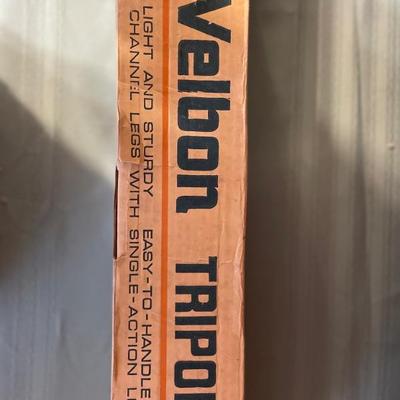 Velbon TRIPO
LIGHT AND STURDY EASY-TO-HANDLE
CHANNEL LEGS WITH SINGLE-ACTION L